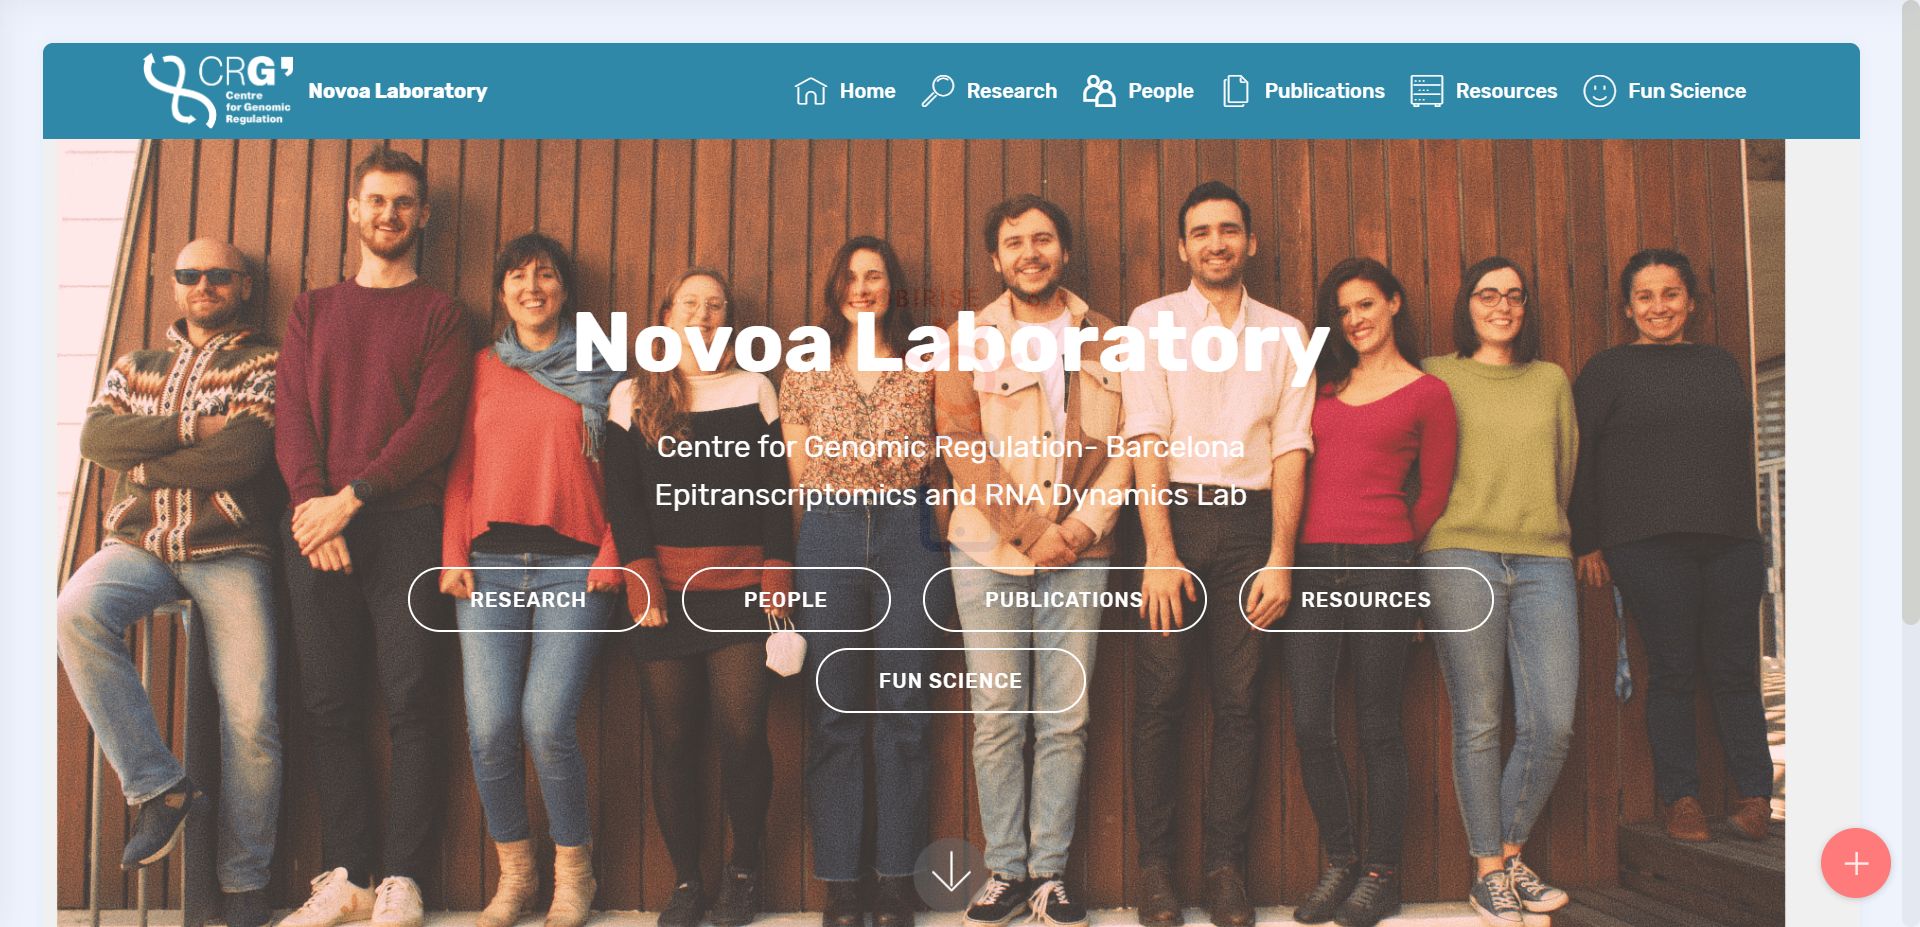 CRG'
Centre
for Genomic
Regulation
Novoa Laboratory
Home
Research
People
Publications
Resources
Fun Science
Novoa Laboratory
Centre for Genomic Regulation- Barcelona
Epitranscriptomics and RNA Dynamics Lab
RESEARCH
PEOPLE
PUBLICATIONS
RESOURCES
FUN SCIENCE